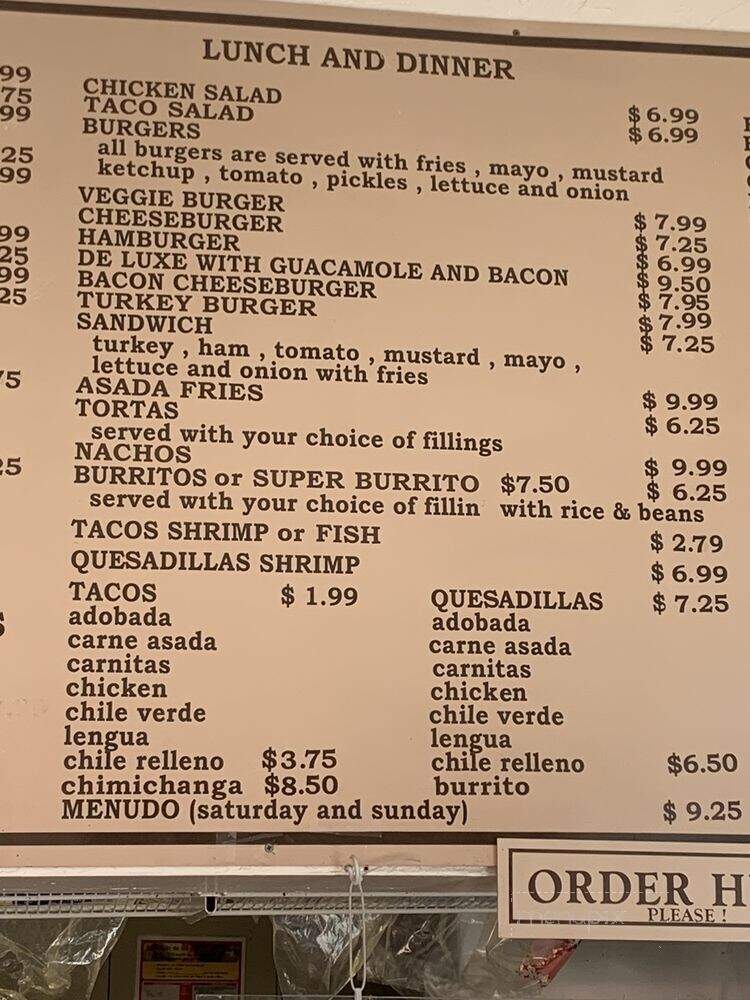 LUNCH AND DINNER
99
75
99
25
99
99
25
99
25
75
25
CHICKEN SALAD $6.99
TACO SALAD $6.99
BURGERS
all burgers are served with fries , mayo , mustard
ketchup , tomato , pickles , lettuce and onion
VEGGIE BURGER $ 7.99
CHEESEBURGER $ 7.25
HAMBURGER $ 6.99
DE LUXE WITH GUACAMOLE AND BACON $ 9.50
BACON CHEESEBURGER $ 7.95
TURKEY BURGER $ 7.99
SANDWICH $ 7.25
turkey , ham , tomato , mustard , mayo ,
lettuce and onion with fries
ASADA FRIES $ 9.99
TORTAS $ 6.25
served with your choice of fillings
NACHOS $ 9.99
BURRITOS or SUPER BURRITO $7.50 $ 6.25
served with your choice of fillin with rice & beans
TACOS SHRIMP or FISH $ 2.79
QUESADILLAS SHRIMP $ 6.99
TACOS $ 1.99 QUESADILLAS $ 7.25
adobada adobada
carne asada carne asada
carnitas carnitas
chicken chicken
chile verde chile verde
lengua lengua
chile relleno $3.75 chile relleno $6.50
chimichanga $8.50 burrito
MENUDO (saturday and sunday) $ 9.25
ORDER H
PLEASE !